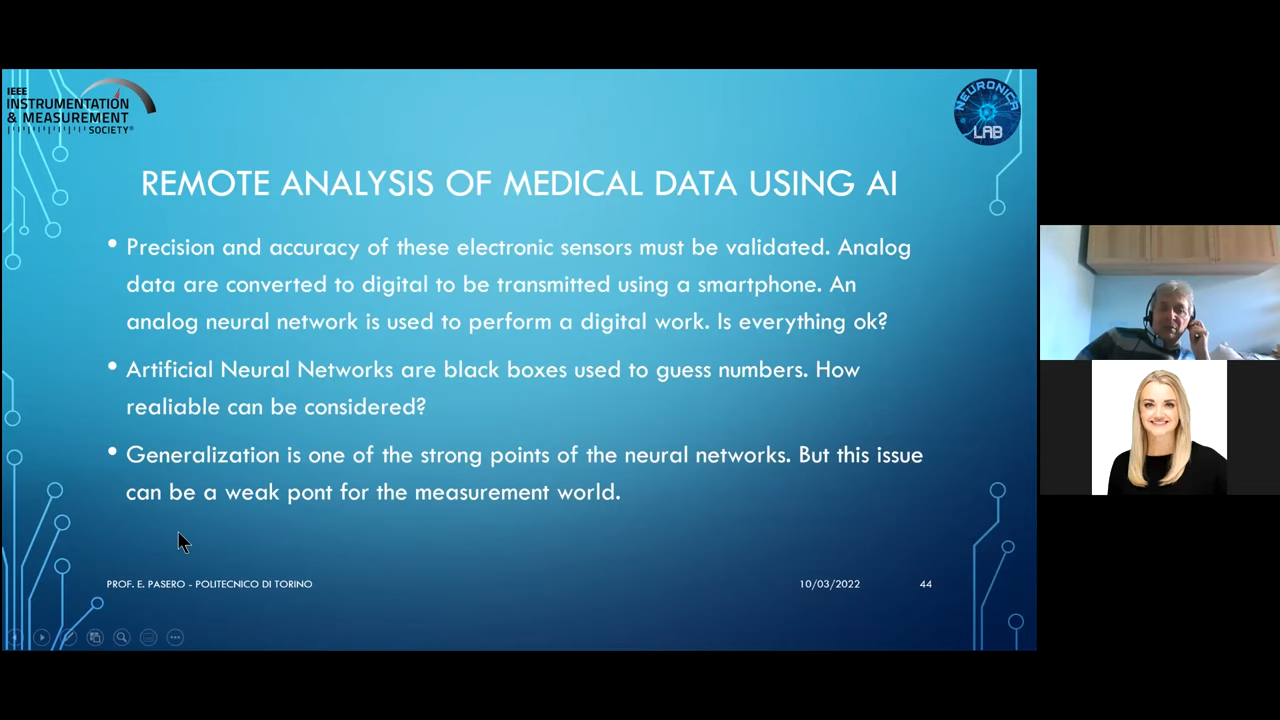 IEEE
INSTRUMENTATION
& MEASUREMENT
SOCIETY®
NEURONICA
LAB
REMOTE ANALYSIS OF MEDICAL DATA USING AI
• Precision and accuracy of these electronic sensors must be validated. Analog
data are converted to digital to be transmitted using a smartphone. An
analog neural network is used to perform a digital work. Is everything ok?
• Artificial Neural Networks are black boxes used to guess numbers. How
realiable can be considered?
• Generalization is one of the strong points of the neural networks. But this issue
can be a weak pont for the measurement world.
PROF. E. PASERO - POLITECNICO DI TORINO
10/03/2022
44